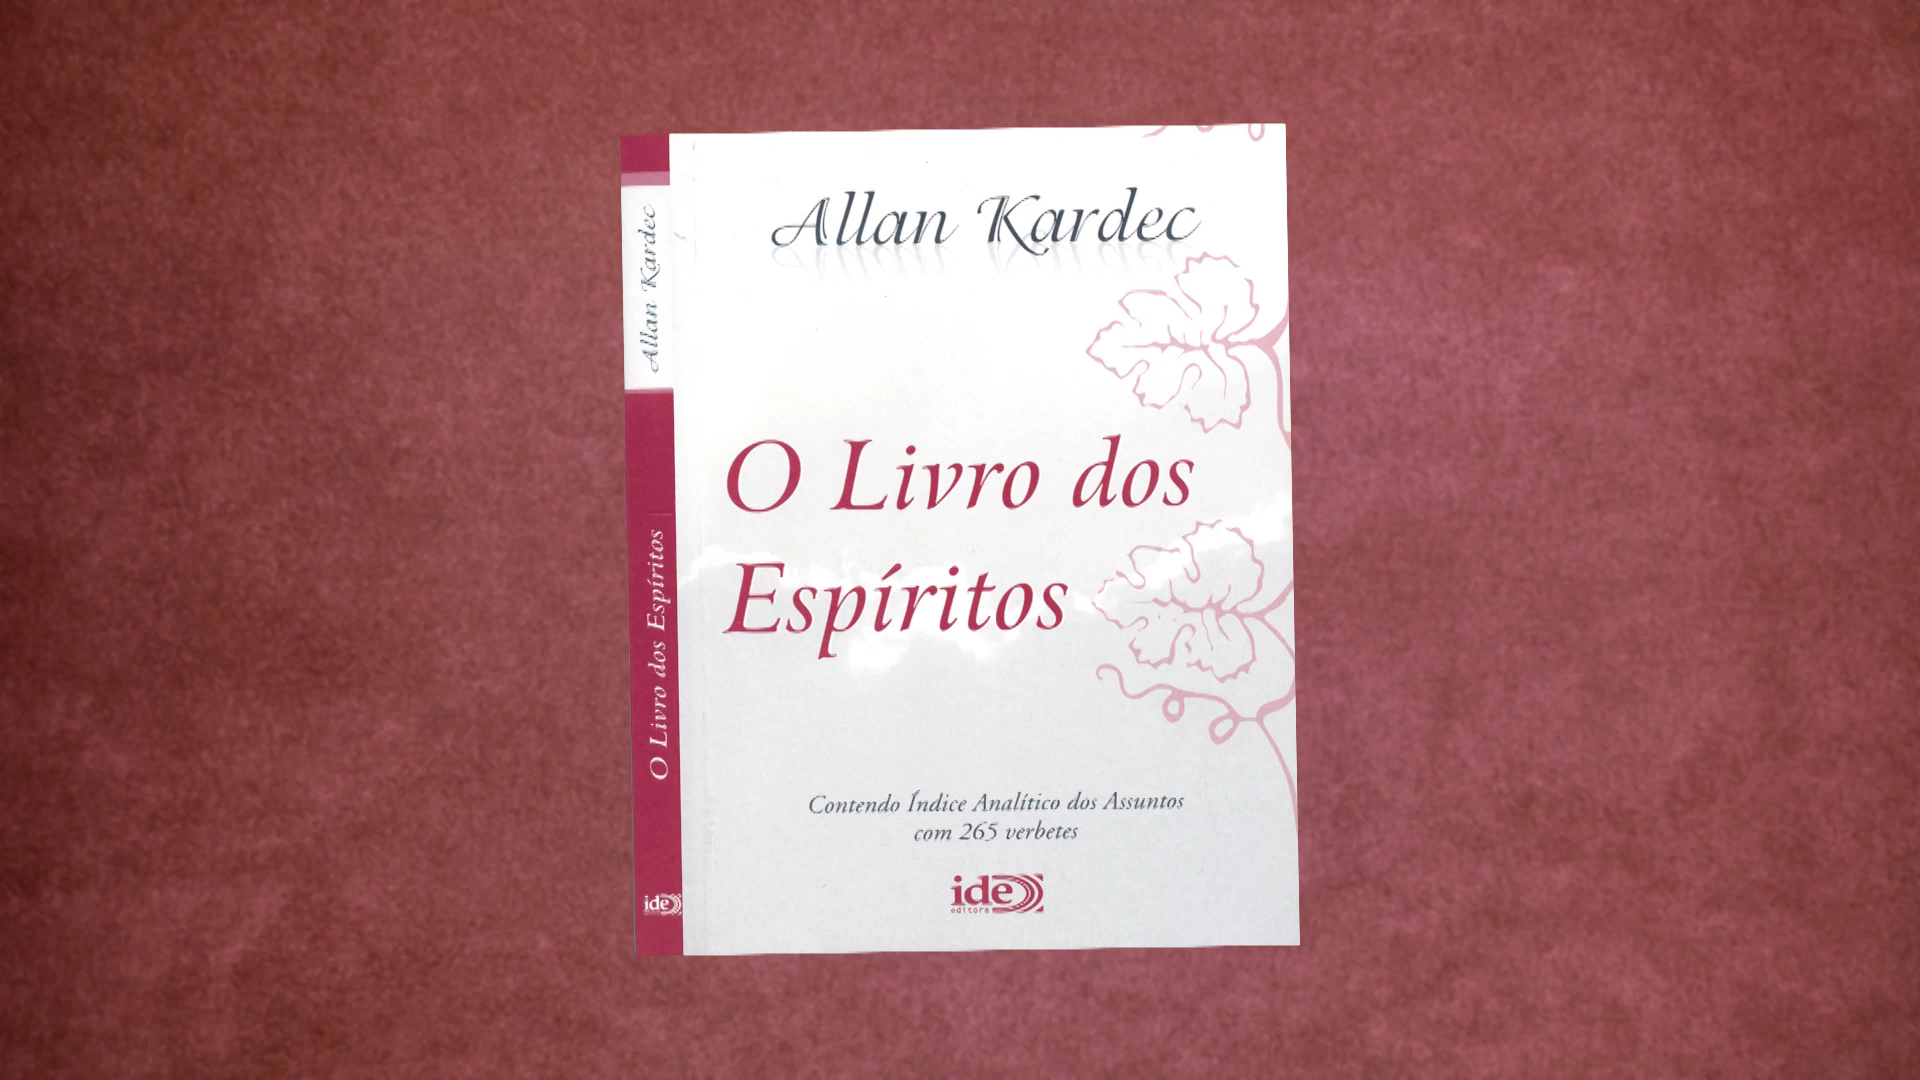 Allan Kardec
O Livro dos Espíritos
ide
editora
Allan Kardec
O Livro dos
Espíritos
Contendo Índice Analítico dos Assuntos
com 265 verbetes
ide
editora